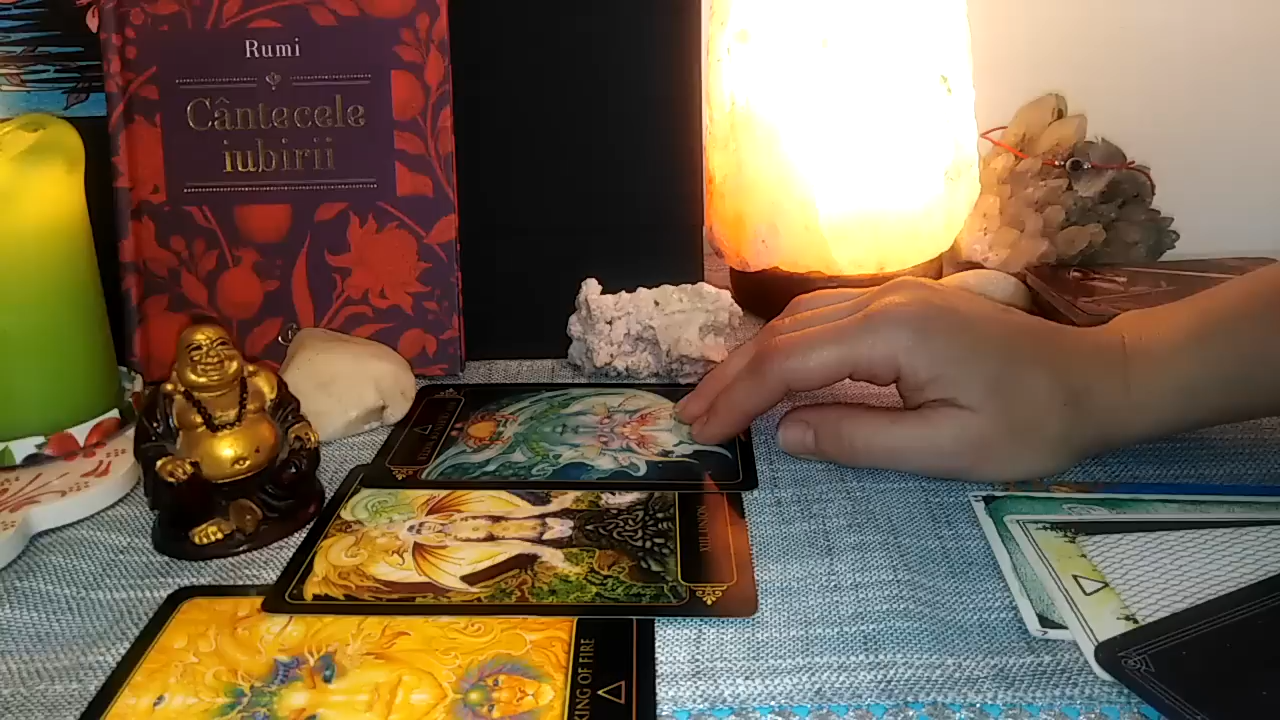 Rumi
Cântecele
iubirii
XIII. UNION
KING OF FIRE